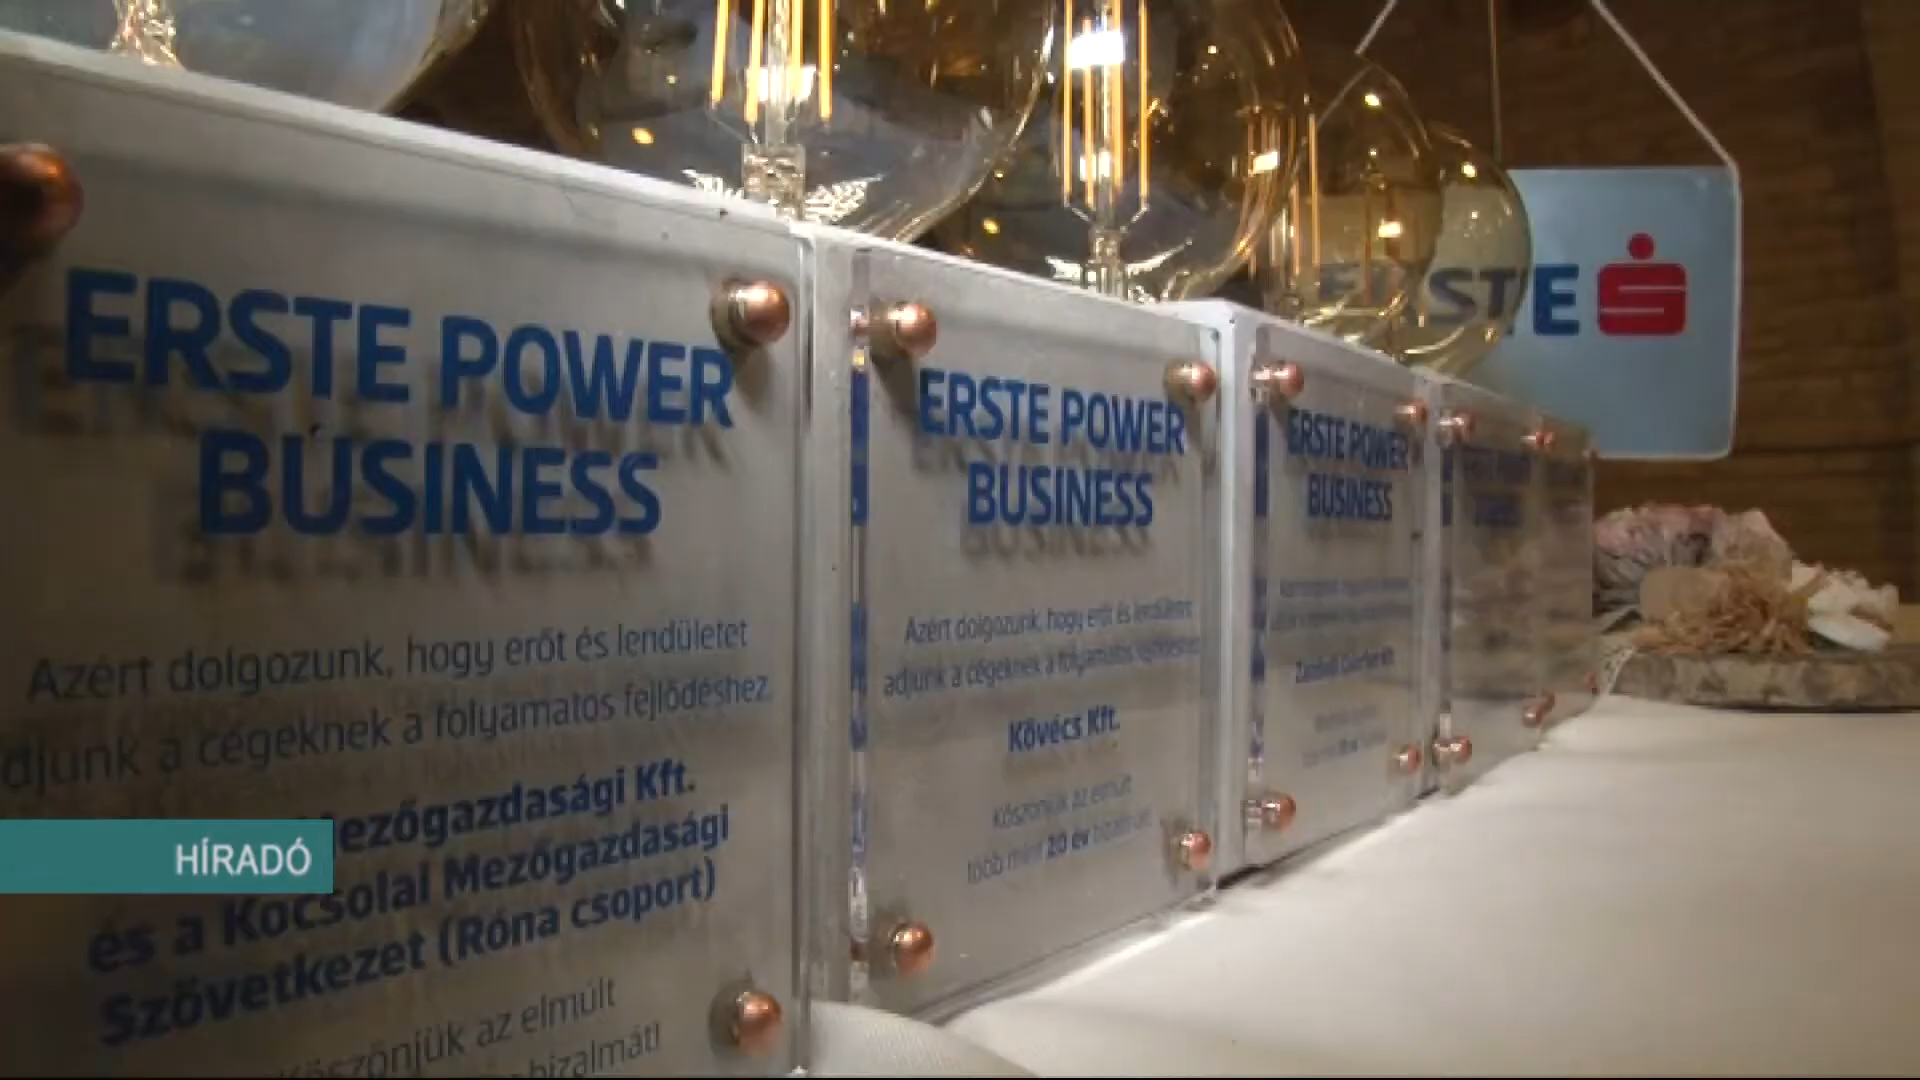 ERSTE POWER
BUSINESS
Azért dolgozunk, hogy erőt és lendületet
djunk a cégeknek a folyamatos fejlődéshez.
Mezőgazdasági Kft.
és a Kocsolai Mezőgazdasági
Szövetkezet (Róna csoport)
Köszönjük az elmúlt
bizalmát!
ERSTE POWER
BUSINESS
Azért dolgozunk, hogy erőt és lendületet
adjunk a cégeknek a folyamatos fejlődéshez.
Kövécs Kft.
Köszönjük az elmúlt
több mint 20 év bizalmát!
ERSTE POWER
BUSINESS
ERSTE
HÍRADÓ